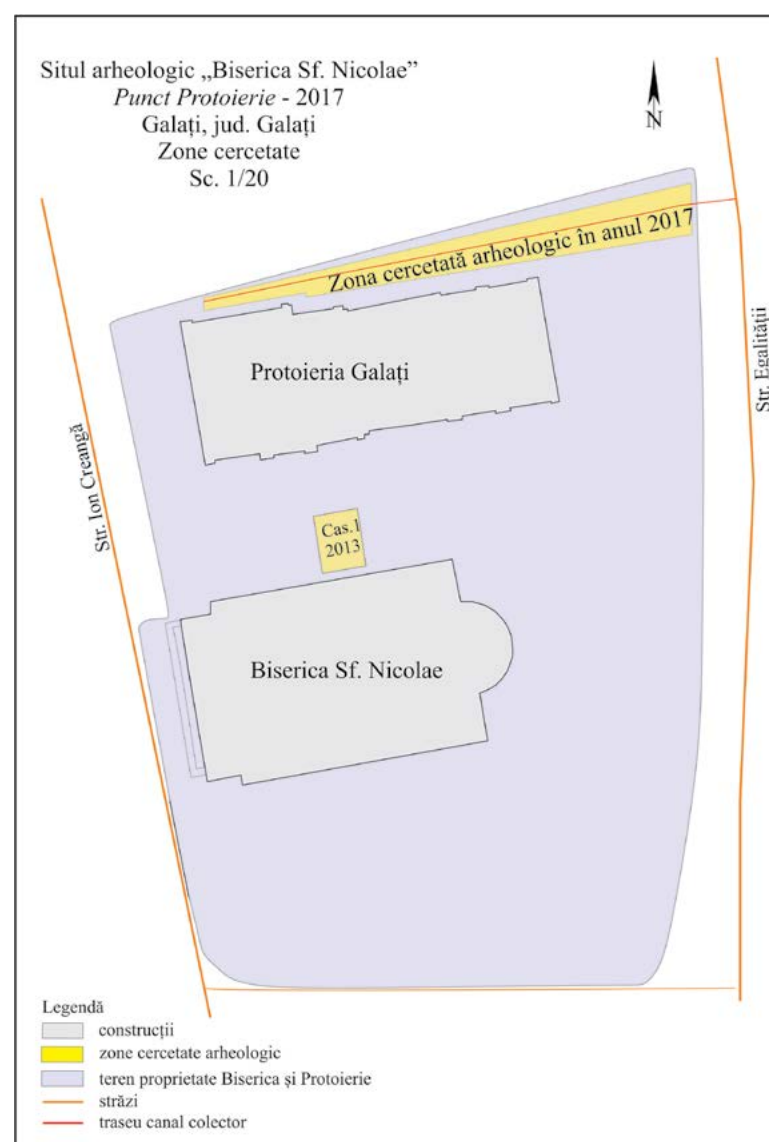 Situl arheologic „Biserica Sf. Nicolae”
Punct Protoierie - 2017
Galați, jud. Galați
Zone cercetate
Sc. 1/20
N
Zona cercetată arheologic în anul 2017
Protoieria Galați
Str. Egalității
Str. Ion Creangă
Cas.1
2013
Biserica Sf. Nicolae
Legendă
construcții
zone cercetate arheologic
teren proprietate Biserica și Protoierie
străzi
traseu canal colector